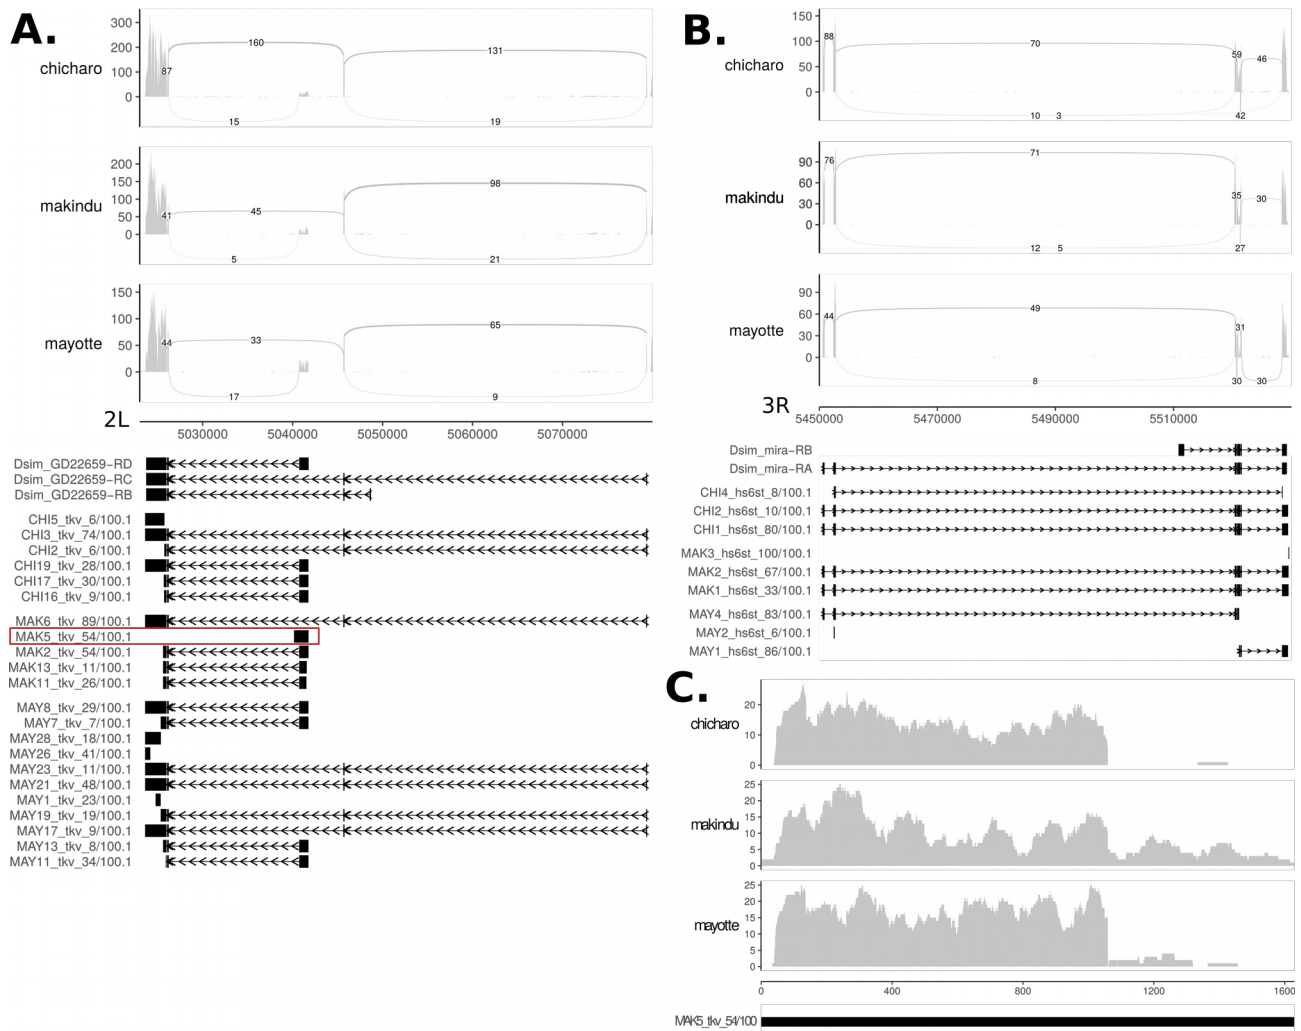 A.
chicharo
300
200
100
0
160
131
87
15
19
makindu
200
150
100
50
0
41
45
98
5
21
mayotte
150
100
50
0
44
33
65
17
9
2L
5030000 5040000 5050000 5060000 5070000
Dsim_GD22659-RD
Dsim_GD22659-RC
Dsim_GD22659-RB
CHI5_tkv_6/100.1
CHI3_tkv_74/100.1
CHI2_tkv_6/100.1
CHI19_tkv_28/100.1
CHI17_tkv_30/100.1
CHI16_tkv_9/100.1
MAK6_tkv_89/100.1
MAK5_tkv_54/100.1
MAK2_tkv_54/100.1
MAK13_tkv_11/100.1
MAK11_tkv_26/100.1
MAY8_tkv_29/100.1
MAY7_tkv_7/100.1
MAY28_tkv_18/100.1
MAY26_tkv_41/100.1
MAY23_tkv_11/100.1
MAY21_tkv_48/100.1
MAY1_tkv_23/100.1
MAY19_tkv_19/100.1
MAY17_tkv_9/100.1
MAY13_tkv_8/100.1
MAY11_tkv_34/100.1
B.
chicharo
150
100
50
0
88
70
59
46
10 3
42
makindu
90
60
30
0
76
71
35
30
12 5
27
mayotte
90
60
30
0
44
49
31
8
30
30
3R
5450000 5470000 5490000 5510000
Dsim_mira-RB
Dsim_mira-RA
CHI4_hs6st_8/100.1
CHI2_hs6st_10/100.1
CHI1_hs6st_80/100.1
MAK3_hs6st_100/100.1
MAK2_hs6st_67/100.1
MAK1_hs6st_33/100.1
MAY4_hs6st_83/100.1
MAY2_hs6st_6/100.1
MAY1_hs6st_86/100.1
C.
chicharo
20
10
0
makindu
25
20
15
10
5
0
mayotte
25
20
15
10
5
0
0 400 800 1200 1600
MAK5_tkv_54/100